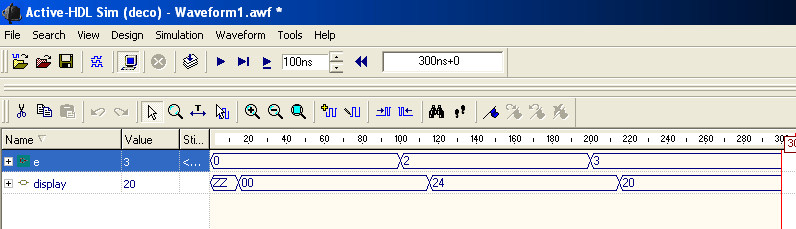 Active-HDL Sim (deco) - Waveform1.awf *
File Search View Design Simulation Waveform Tools Help
100ns 300ns+0
Name Value Sti... 20 40 60 80 100 120 140 160 180 200 220 240 260 280 30
30
e 3 <... 0 2 3
display 20 ZZ 00 24 20